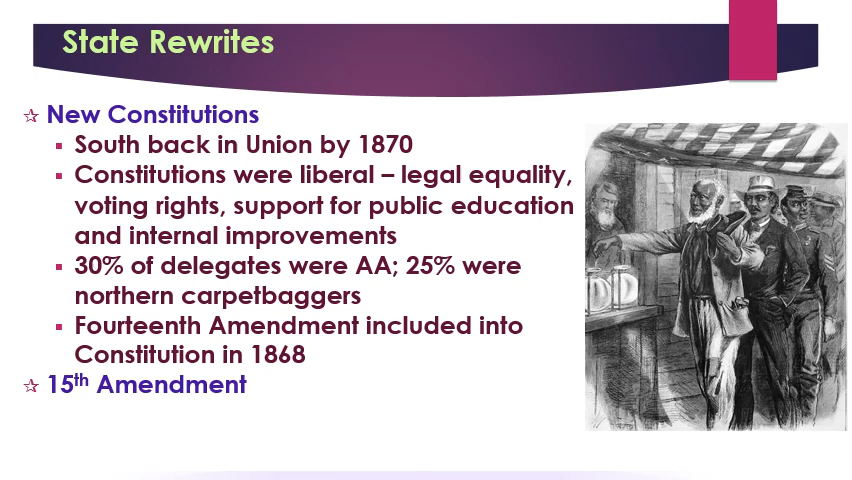 State Rewrites
☆ New Constitutions
▪ South back in Union by 1870
▪ Constitutions were liberal – legal equality,
voting rights, support for public education
and internal improvements
▪ 30% of delegates were AA; 25% were
northern carpetbaggers
▪ Fourteenth Amendment included into
Constitution in 1868
☆ 15th Amendment